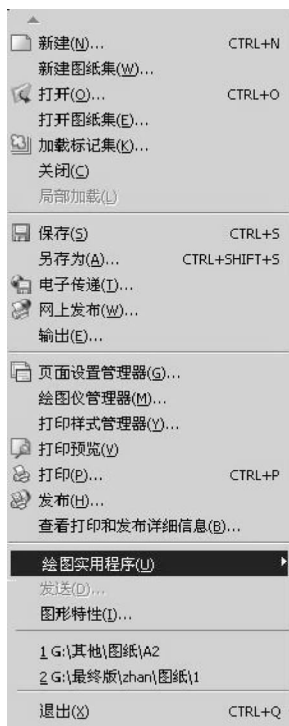 新建(N)... CTRL+N
新建图纸集(W)...
打开(O)... CTRL+O
打开图纸集(E)...
加载标记集(K)...
关闭(C)
局部加载(L)
保存(S) CTRL+S
另存为(A)... CTRL+SHIFT+S
电子传递(T)...
网上发布(W)...
输出(E)...
页面设置管理器(G)...
绘图仪管理器(M)...
打印样式管理器(Y)...
打印预览(V)
打印(P)... CTRL+P
发布(H)...
查看打印和发布详细信息(B)...
绘图实用程序(U)
发送(D)...
图形特性(I)...
1 G:\其他\图纸\A2
2 G:\最终版\zhan\图纸\1
退出(X) CTRL+Q